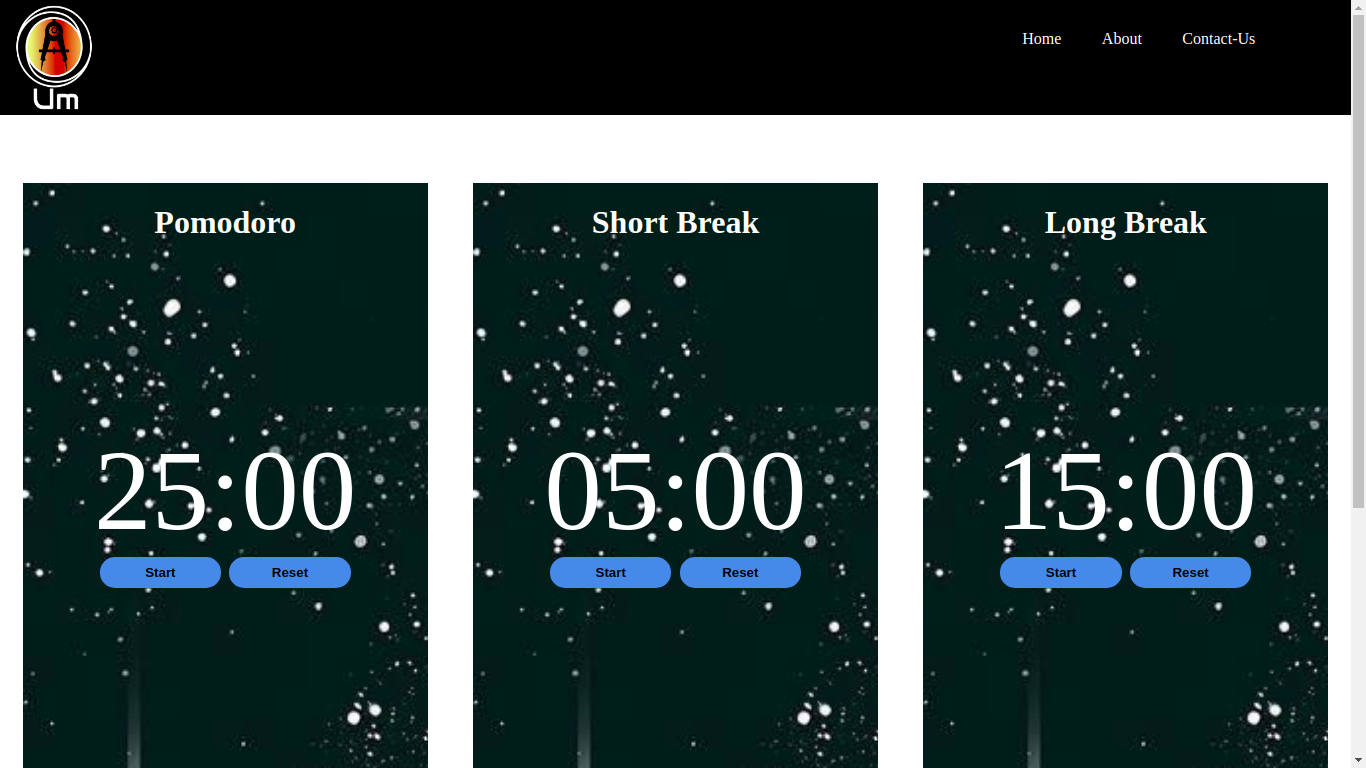 Um
Home About Contact-Us
Pomodoro
25:00
Start Reset
Short Break
05:00
Start Reset
Long Break
15:00
Start Reset